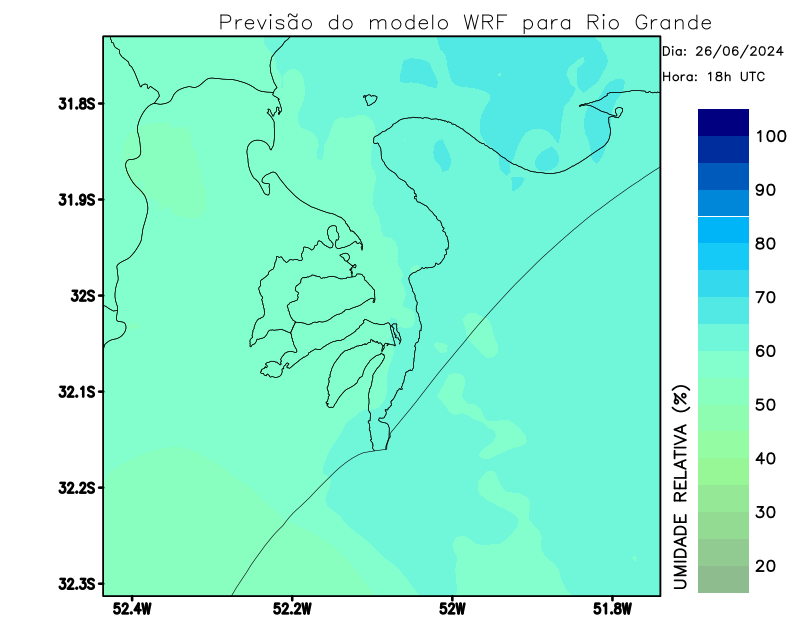 Previsão do modelo WRF para Rio Grande
Dia: 26/06/2024
Hora: 18h UTC
31.8S
31.9S
32S
32.1S
32.2S
32.3S
52.4W
52.2W
52W
51.8W
100
90
80
70
60
50
40
30
20
UMIDADE RELATIVA (%)